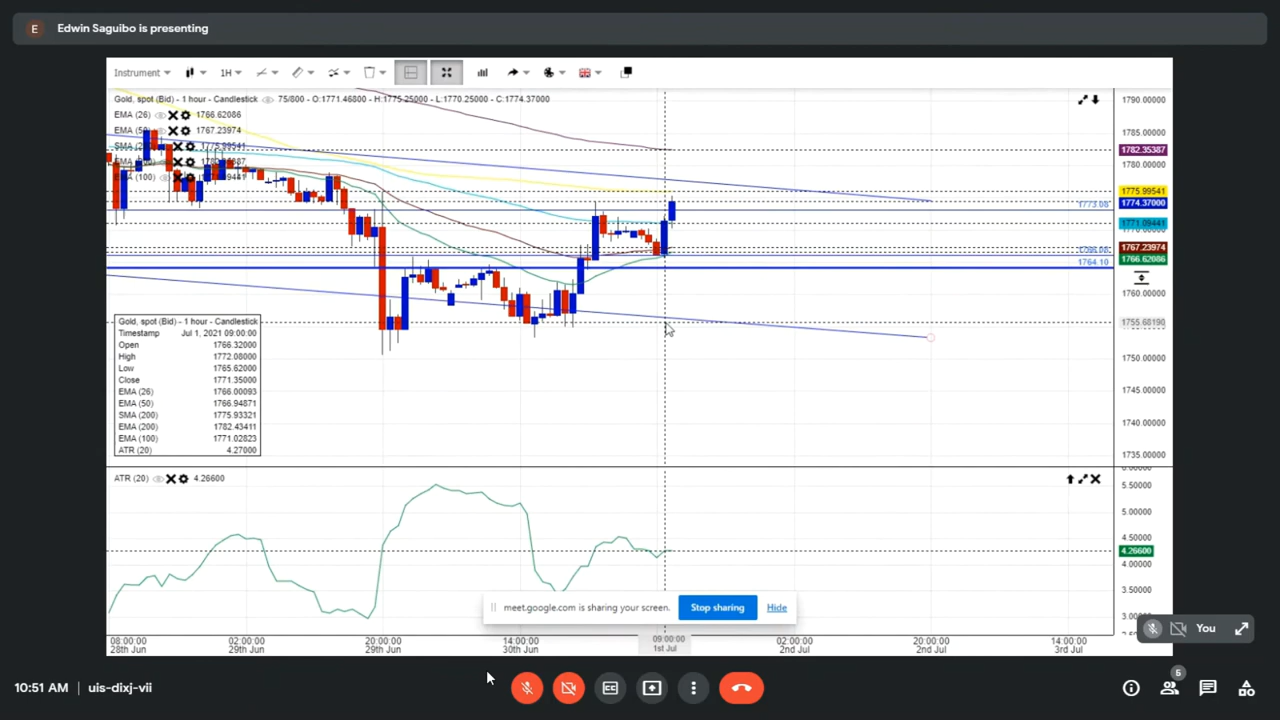 E Edwin Saguibo is presenting
Instrument 1H
Gold, spot (Bid) - 1 hour - Candlestick 75/800 - O:1771.46800 - H:1775.25000 - L:1770.25000 - C:1774.37000
EMA (26) 1766.62086
EMA (50) 1767.23974
EMA (100)
1790.00000
1785.00000
1782.35387
1780.00000
1775.99541
1774.37000
1773.08
1771.09441
1767.23974
1766.62086
1764.10
1760.00000
1755.68190
1750.00000
1745.00000
1740.00000
1735.00000
Gold, spot (Bid) - 1 hour - Candlestick
Timestamp Jul 1, 2021 09:00:00
Open 1766.32000
High 1772.08000
Low 1765.62000
Close 1771.35000
EMA (26) 1766.00093
EMA (50) 1766.94871
SMA (200) 1775.93321
EMA (200) 1782.43411
EMA (100) 1771.02823
ATR (20) 4.27000
ATR (20) 4.26600
5.50000
5.00000
4.50000
4.26600
4.00000
3.50000
meet.google.com is sharing your screen. Stop sharing Hide
You
08:00:00 02:00:00 20:00:00 14:00:00 09:00:00 02:00:00 20:00:00 14:00:00
28th Jun 29th Jun 29th Jun 30th Jun 1st Jul 2nd Jul 2nd Jul 3rd Jul
10:51 AM | uis-dixj-vii
5